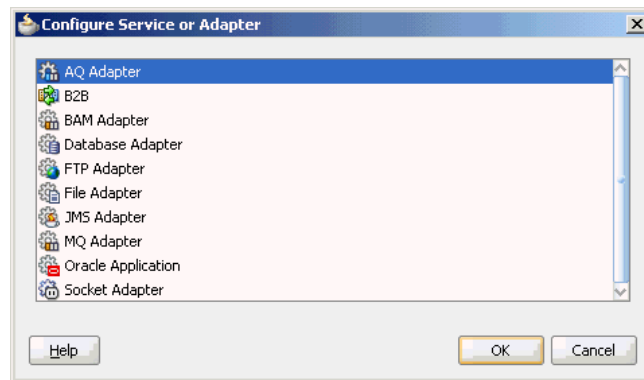 Configure Service or Adapter
AQ Adapter
B2B
BAM Adapter
Database Adapter
FTP Adapter
File Adapter
JMS Adapter
MQ Adapter
Oracle Application
Socket Adapter
Help OK Cancel